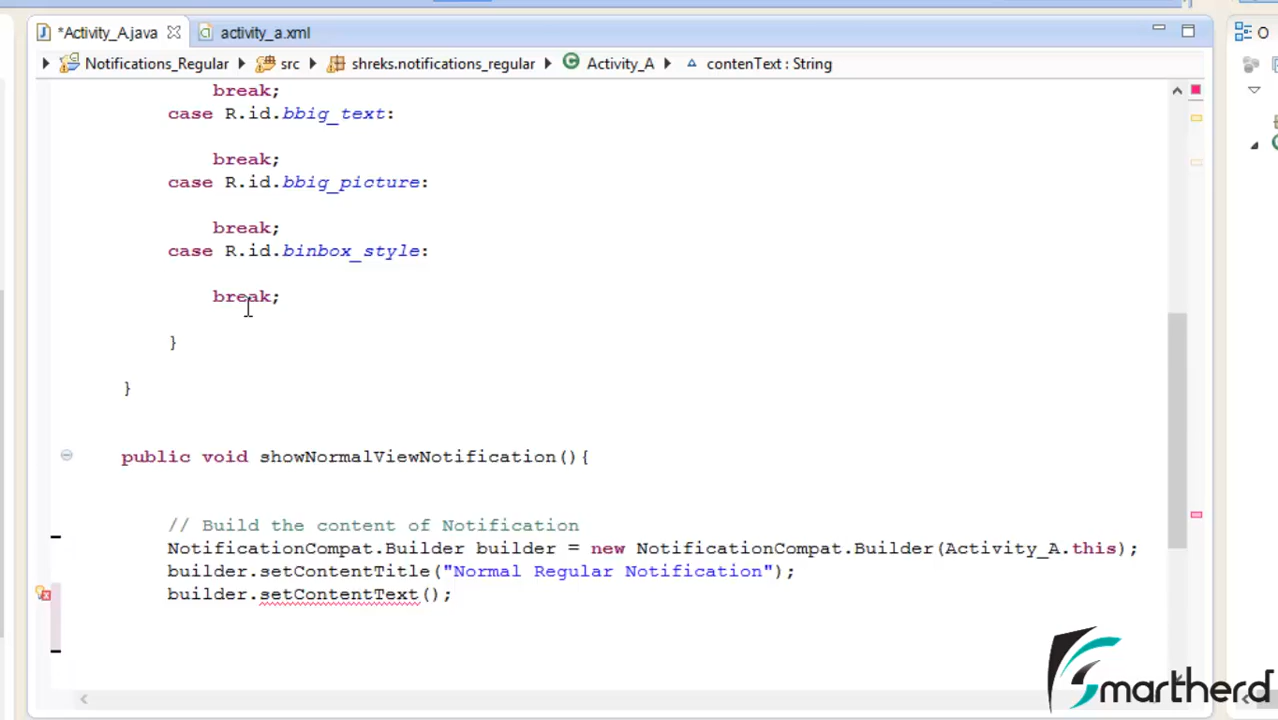 *Activity_A.java activity_a.xml
Notifications_Regular src shreks.notifications_regular Activity_A contentText : String
break;
case R.id.bbig_text:
break;
case R.id.bbig_picture:
break;
case R.id.binbox_style:
break;
}
}
public void showNormalViewNotification(){
// Build the content of Notification
NotificationCompat.Builder builder = new NotificationCompat.Builder(Activity_A.this);
builder.setContentTitle("Normal Regular Notification");
builder.setContentText();
Smartherd